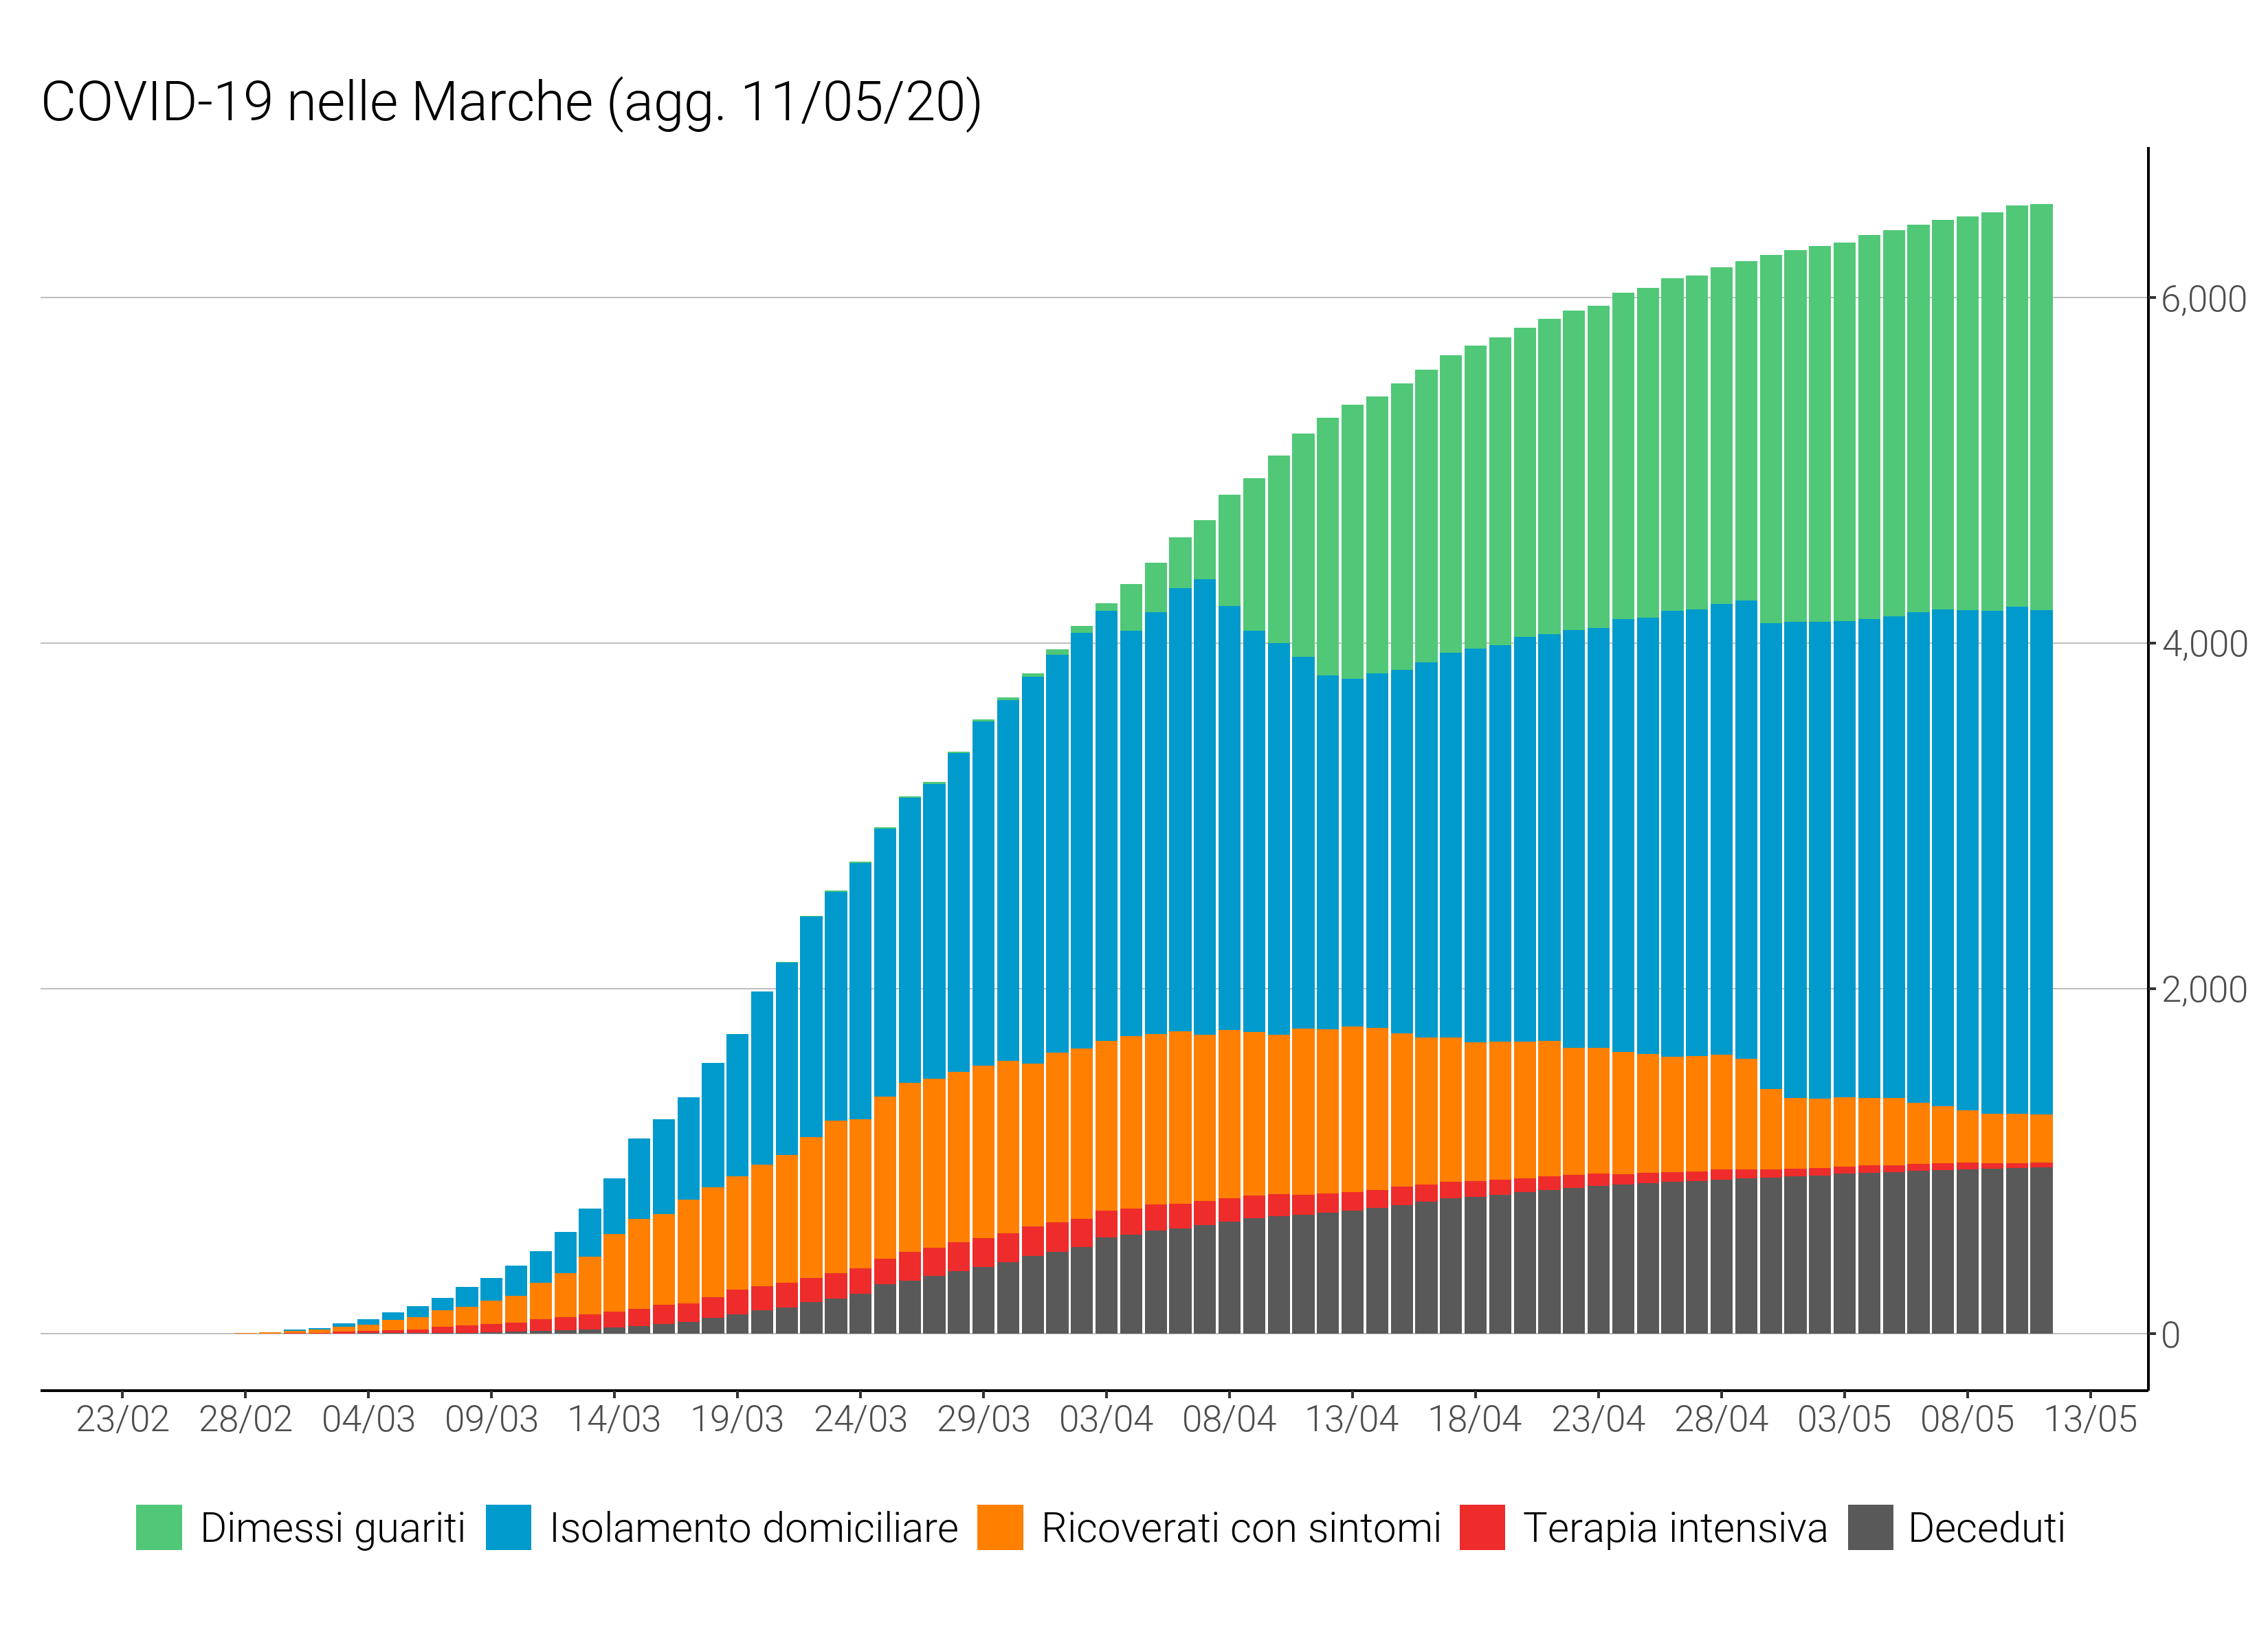 COVID-19 nelle Marche (agg. 11/05/20)
6,000
4,000
2,000
0
23/02 28/02 04/03 09/03 14/03 19/03 24/03 29/03 03/04 08/04 13/04 18/04 23/04 28/04 03/05 08/05 13/05
Dimessi guariti Isolamento domiciliare Ricoverati con sintomi Terapia intensiva Deceduti